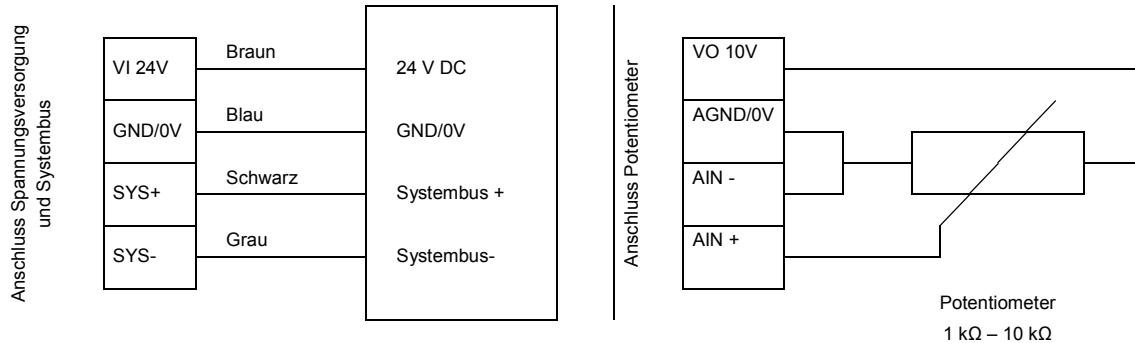 Anschluss Spannungsversorgung
und Systembus
VI 24V
GND/0V
SYS+
SYS-
Braun
Blau
Schwarz
Grau
24 V DC
GND/0V
Systembus +
Systembus-
Anschluss Potentiometer
VO 10V
AGND/0V
AIN -
AIN +
Potentiometer
1 kΩ – 10 kΩ